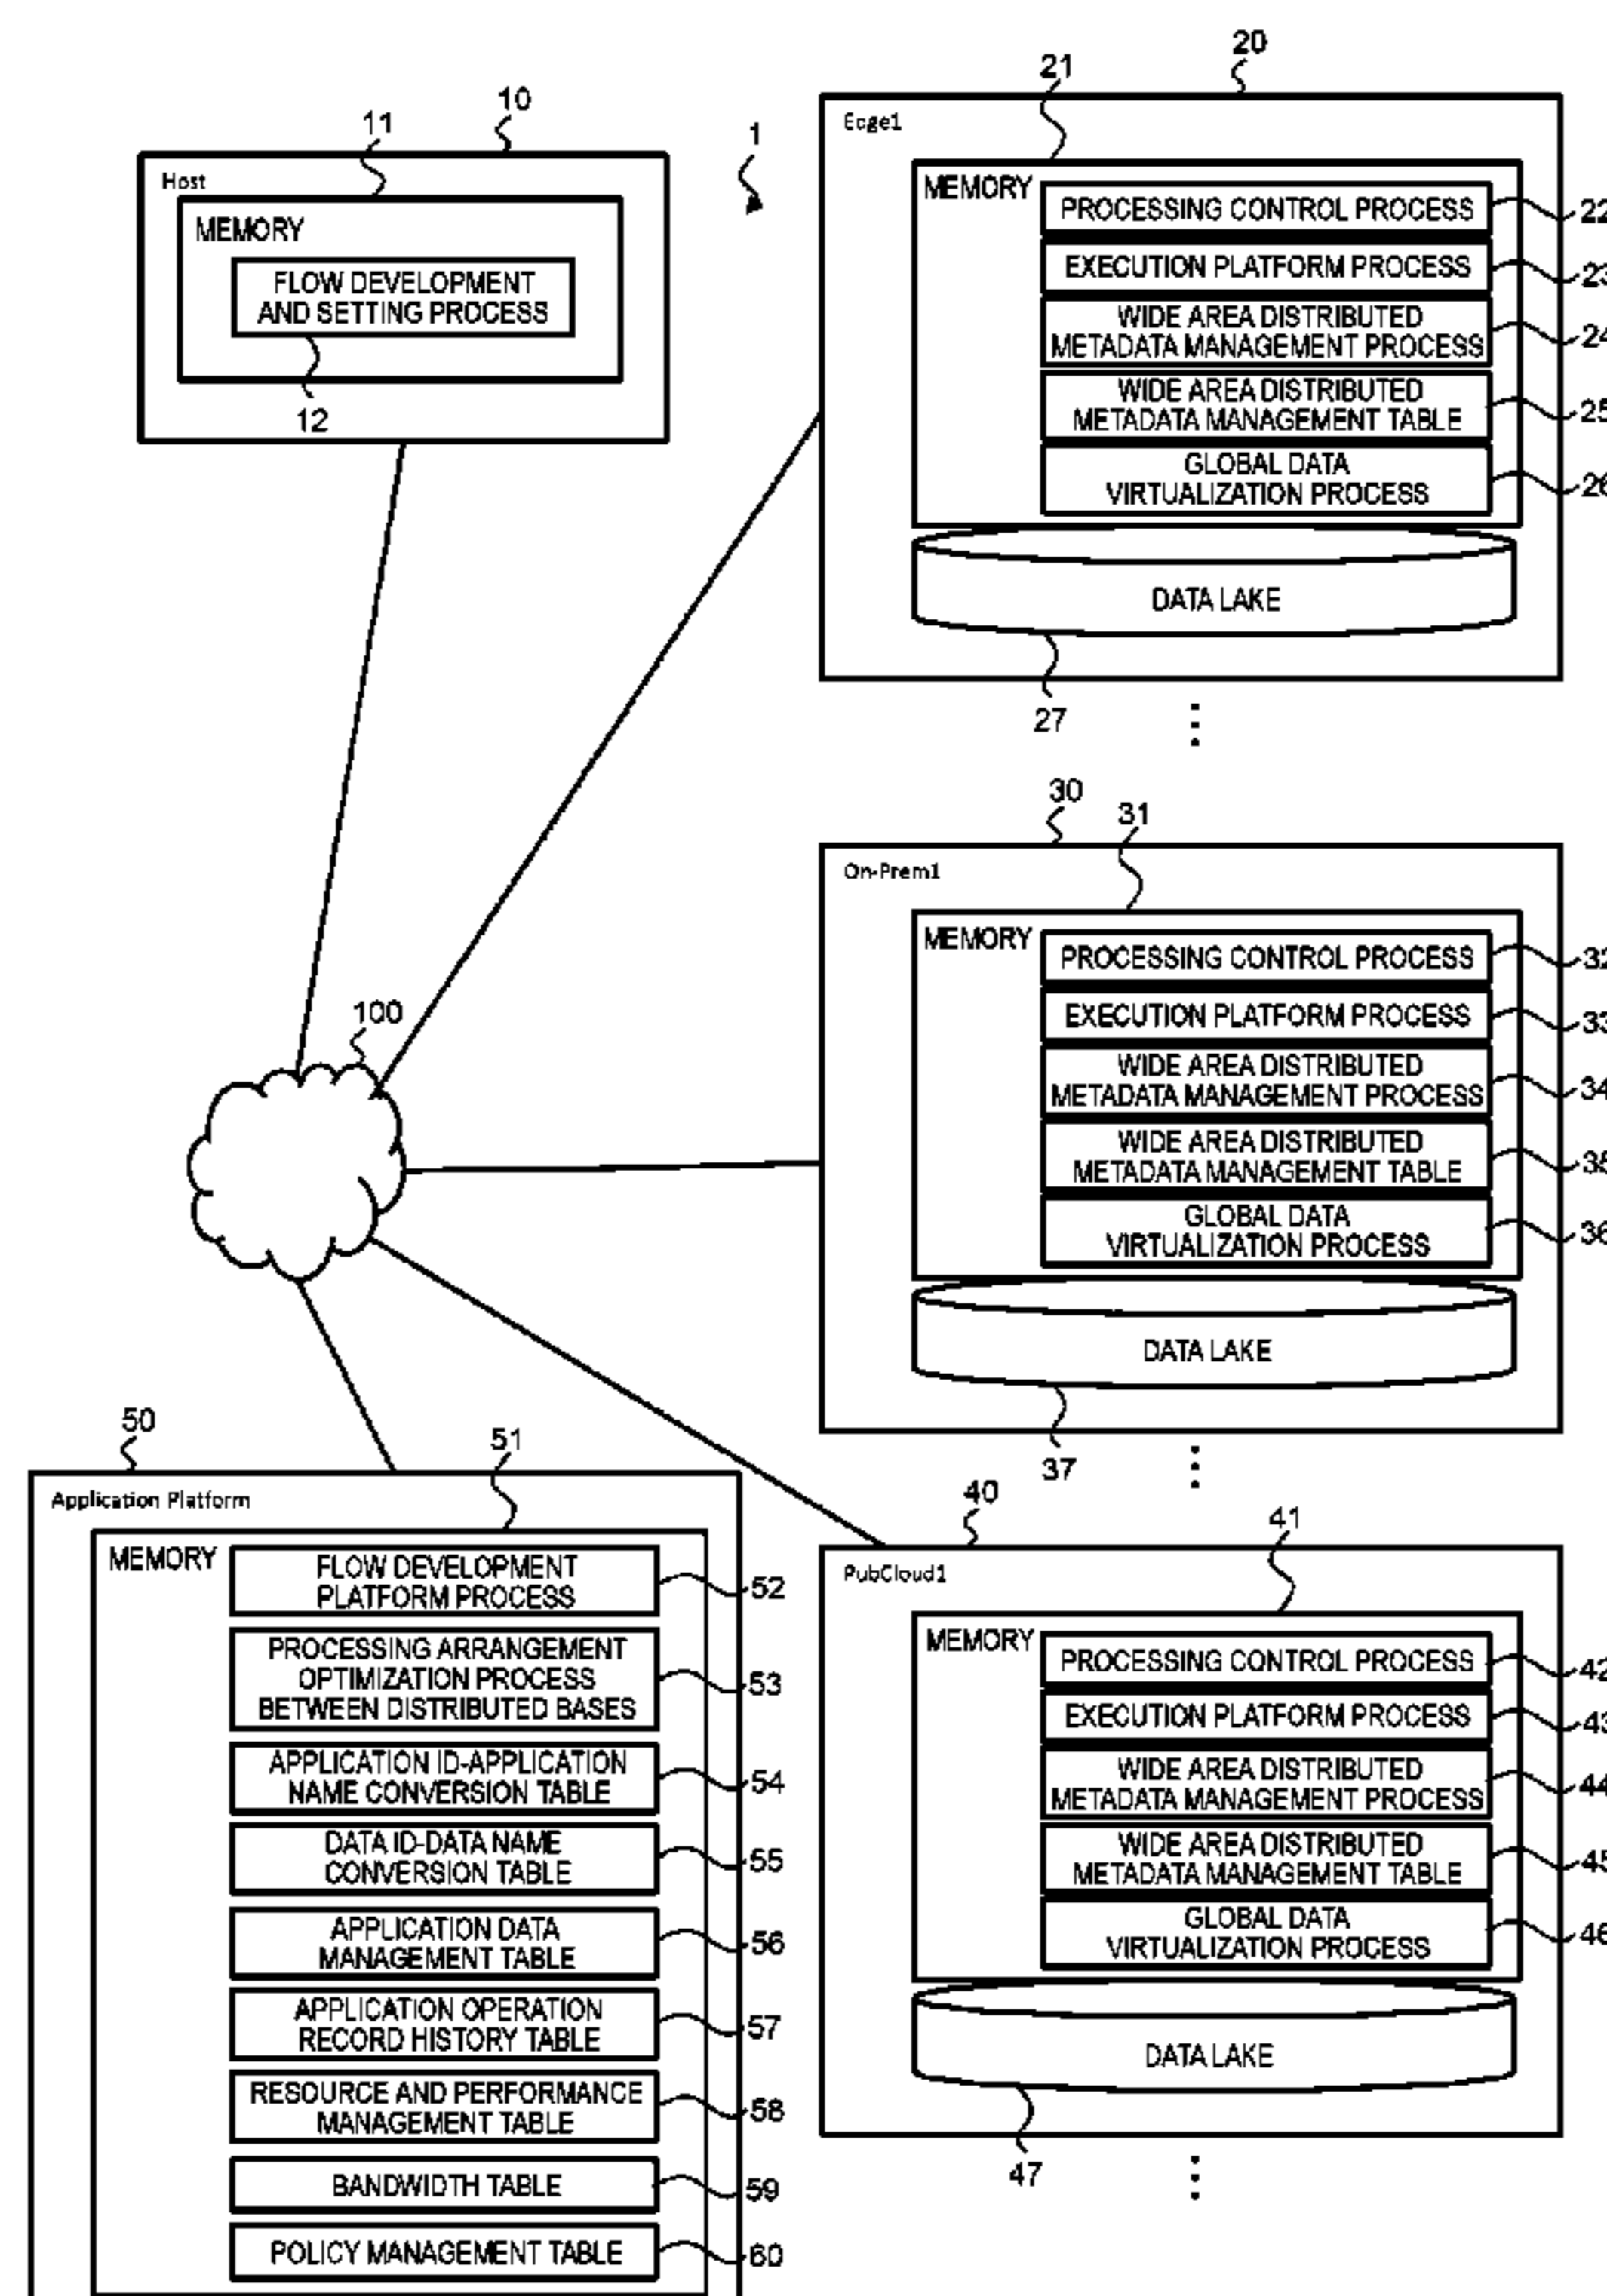 1
10
11
Host
MEMORY
FLOW DEVELOPMENT
AND SETTING PROCESS
12
20
21
Edge1
MEMORY
PROCESSING CONTROL PROCESS
22
EXECUTION PLATFORM PROCESS
23
WIDE AREA DISTRIBUTED
METADATA MANAGEMENT PROCESS
24
WIDE AREA DISTRIBUTED
METADATA MANAGEMENT TABLE
25
GLOBAL DATA
VIRTUALIZATION PROCESS
26
DATA LAKE
27
30
31
On-Prem1
MEMORY
PROCESSING CONTROL PROCESS
32
EXECUTION PLATFORM PROCESS
33
WIDE AREA DISTRIBUTED
METADATA MANAGEMENT PROCESS
34
WIDE AREA DISTRIBUTED
METADATA MANAGEMENT TABLE
35
GLOBAL DATA
VIRTUALIZATION PROCESS
36
DATA LAKE
37
100
40
41
PubCloud1
MEMORY
PROCESSING CONTROL PROCESS
42
EXECUTION PLATFORM PROCESS
43
WIDE AREA DISTRIBUTED
METADATA MANAGEMENT PROCESS
44
WIDE AREA DISTRIBUTED
METADATA MANAGEMENT TABLE
45
GLOBAL DATA
VIRTUALIZATION PROCESS
46
DATA LAKE
47
50
51
Application Platform
MEMORY
FLOW DEVELOPMENT
PLATFORM PROCESS
52
PROCESSING ARRANGEMENT
OPTIMIZATION PROCESS
BETWEEN DISTRIBUTED BASES
53
APPLICATION ID-APPLICATION
NAME CONVERSION TABLE
54
DATA ID-DATA NAME
CONVERSION TABLE
55
APPLICATION DATA
MANAGEMENT TABLE
56
APPLICATION OPERATION
RECORD HISTORY TABLE
57
RESOURCE AND PERFORMANCE
MANAGEMENT TABLE
58
BANDWIDTH TABLE
59
POLICY MANAGEMENT TABLE
60